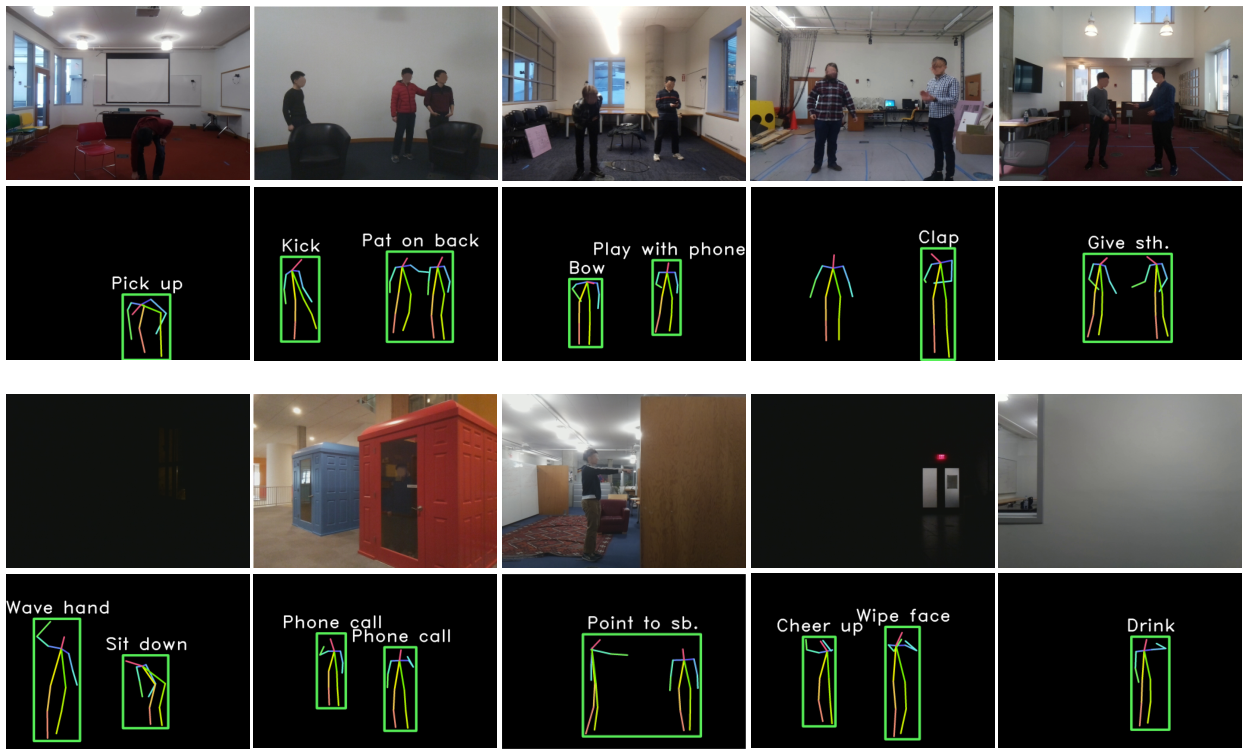 Pick up
Kick
Pat on back
Bow
Play with phone
Clap
Give sth.
Wave hand
Sit down
Phone call
Phone call
Point to sb.
Cheer up
Wipe face
Drink